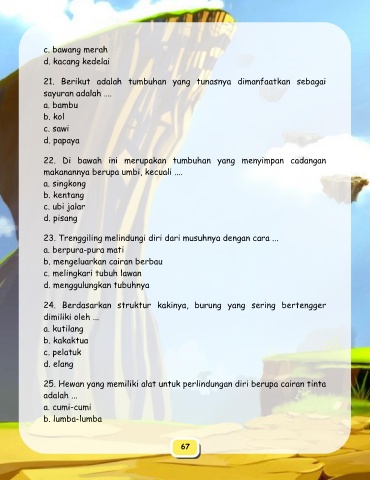 c. bawang merah
d. kacang kedelai
21. Berikut adalah tumbuhan yang tunasnya dimanfaatkan sebagai
sayuran adalah ....
a. bambu
b. kol
c. sawi
d. papaya
22. Di bawah ini merupakan tumbuhan yang menyimpan cadangan
makanannya berupa umbi, kecuali ....
a. singkong
b. kentang
c. ubi jalar
d. pisang
23. Trenggiling melindungi diri dari musuhnya dengan cara ...
a. berpura-pura mati
b. mengeluarkan cairan berbau
c. melingkari tubuh lawan
d. menggulungkan tubuhnya
24. Berdasarkan struktur kakinya, burung yang sering bertengger
dimiliki oleh ...
a. kutilang
b. kakaktua
c. pelatuk
d. elang
25. Hewan yang memiliki alat untuk perlindungan diri berupa cairan tinta
adalah ...
a. cumi-cumi
b. lumba-lumba
67